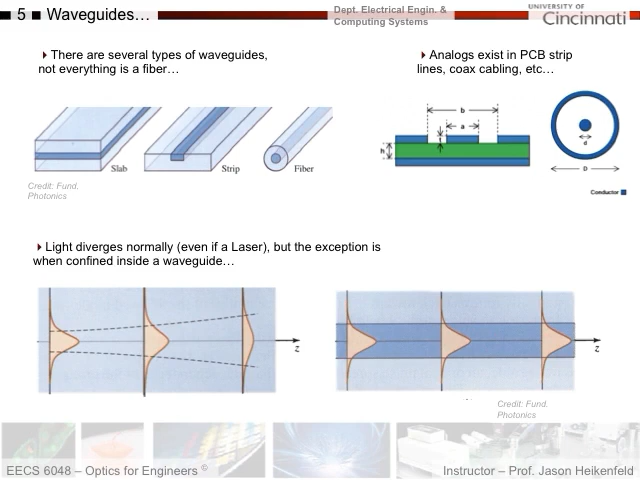 5 Waveguides…
Dept. Electrical Engin. &
Computing Systems
UNIVERSITY OF
Cincinnati
There are several types of waveguides,
not everything is a fiber…
Analogs exist in PCB strip
lines, coax cabling, etc…
b
a
t
h
d
D
Slab
Strip
Fiber
Conductor
Credit: Fund.
Photonics
Light diverges normally (even if a Laser), but the exception is
when confined inside a waveguide…
z
z
Credit: Fund.
Photonics
EECS 6048 – Optics for Engineers ©
Instructor – Prof. Jason Heikenfeld